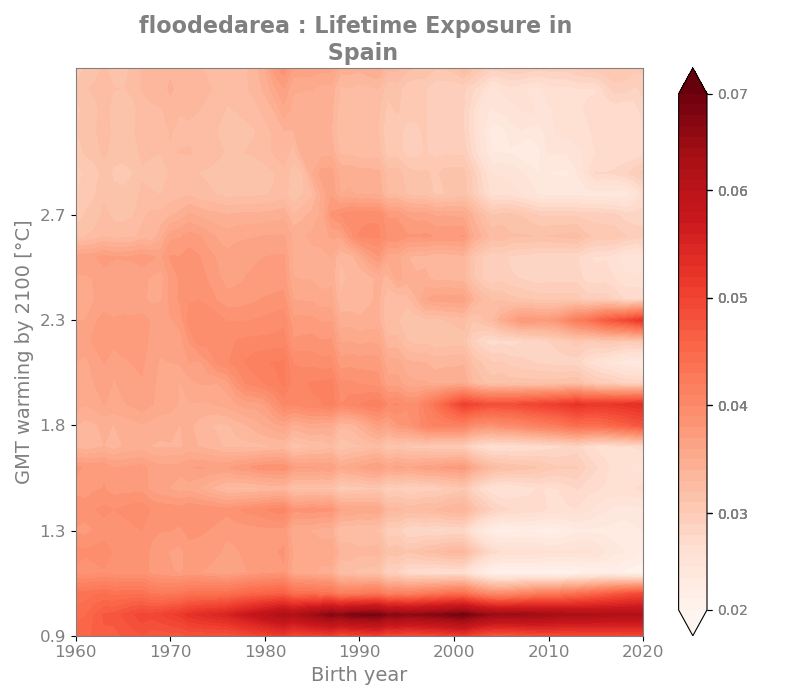 floodedarea : Lifetime Exposure in
Spain
GMT warming by 2100 [°C]
2.7
2.3
1.8
1.3
0.9
1960 1970 1980 1990 2000 2010 2020
Birth year
0.07
0.06
0.05
0.04
0.03
0.02